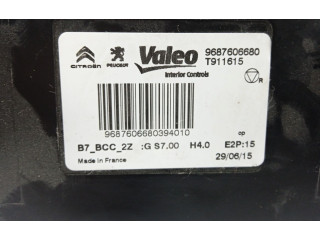 CITROËN
PEUGEOT
Valeo
Interior Controls
9687606680
T911615
R
9687606680394010
op
B7_BCC_2Z :G S7.00 H4.0 E2P:15
Made in France
29/06/15